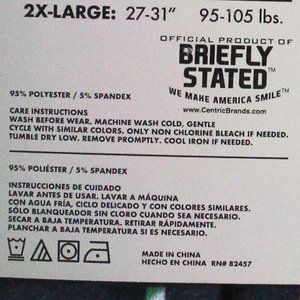 2X-LARGE: 27-31" 95-105 lbs.
OFFICIAL PRODUCT OF
BRIEFLY
STATED™
WE MAKE AMERICA SMILE™
www.CentricBrands.com
95% POLYESTER / 5% SPANDEX
CARE INSTRUCTIONS
WASH BEFORE WEAR. MACHINE WASH COLD, GENTLE
CYCLE WITH SIMILAR COLORS. ONLY NON CHLORINE BLEACH IF NEEDED.
TUMBLE DRY LOW. REMOVE PROMPTLY. COOL IRON IF NEEDED.
95% POLIÉSTER / 5% SPANDEX
INSTRUCCIONES DE CUIDADO
LAVAR ANTES DE USAR. LAVAR A MÁQUINA
CON AGUA FRÍA, CICLO DELICADO Y CON COLORES SIMILARES.
SÓLO BLANQUEADOR SIN CLORO CUANDO SEA NECESARIO.
SECAR A BAJA TEMPERATURA. RETIRAR RÁPIDAMENTE.
PLANCHAR A BAJA TEMPERATURA SI ES NECESARIO.
MADE IN CHINA
HECHO EN CHINA RN# 82457